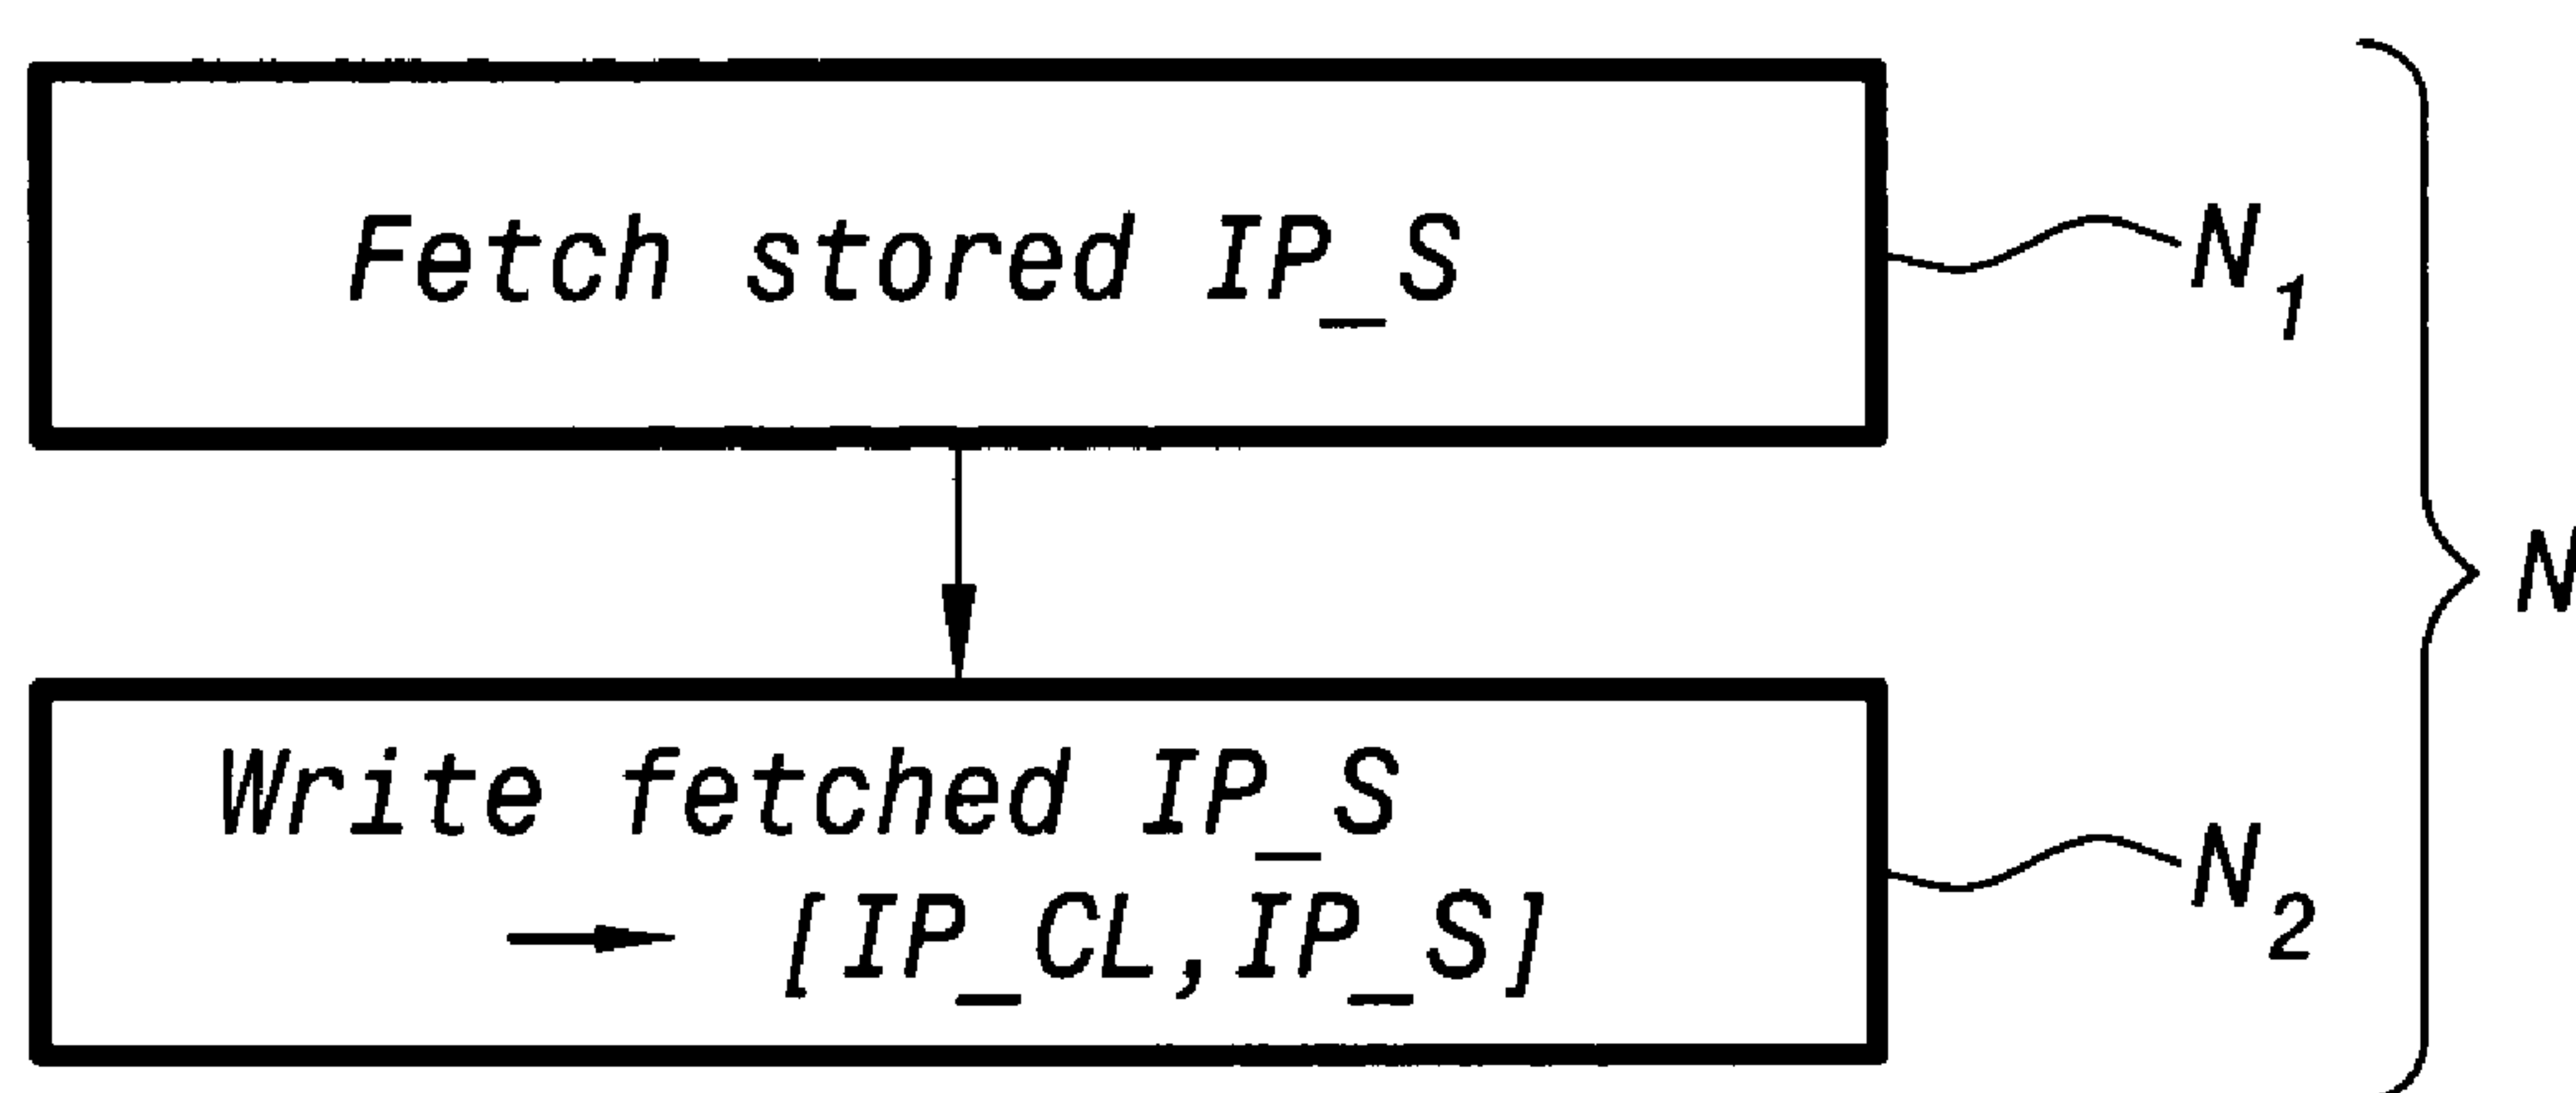 Fetch stored IP_S
N1
N
Write fetched IP_S
→ [IP_CL,IP_S]
N2